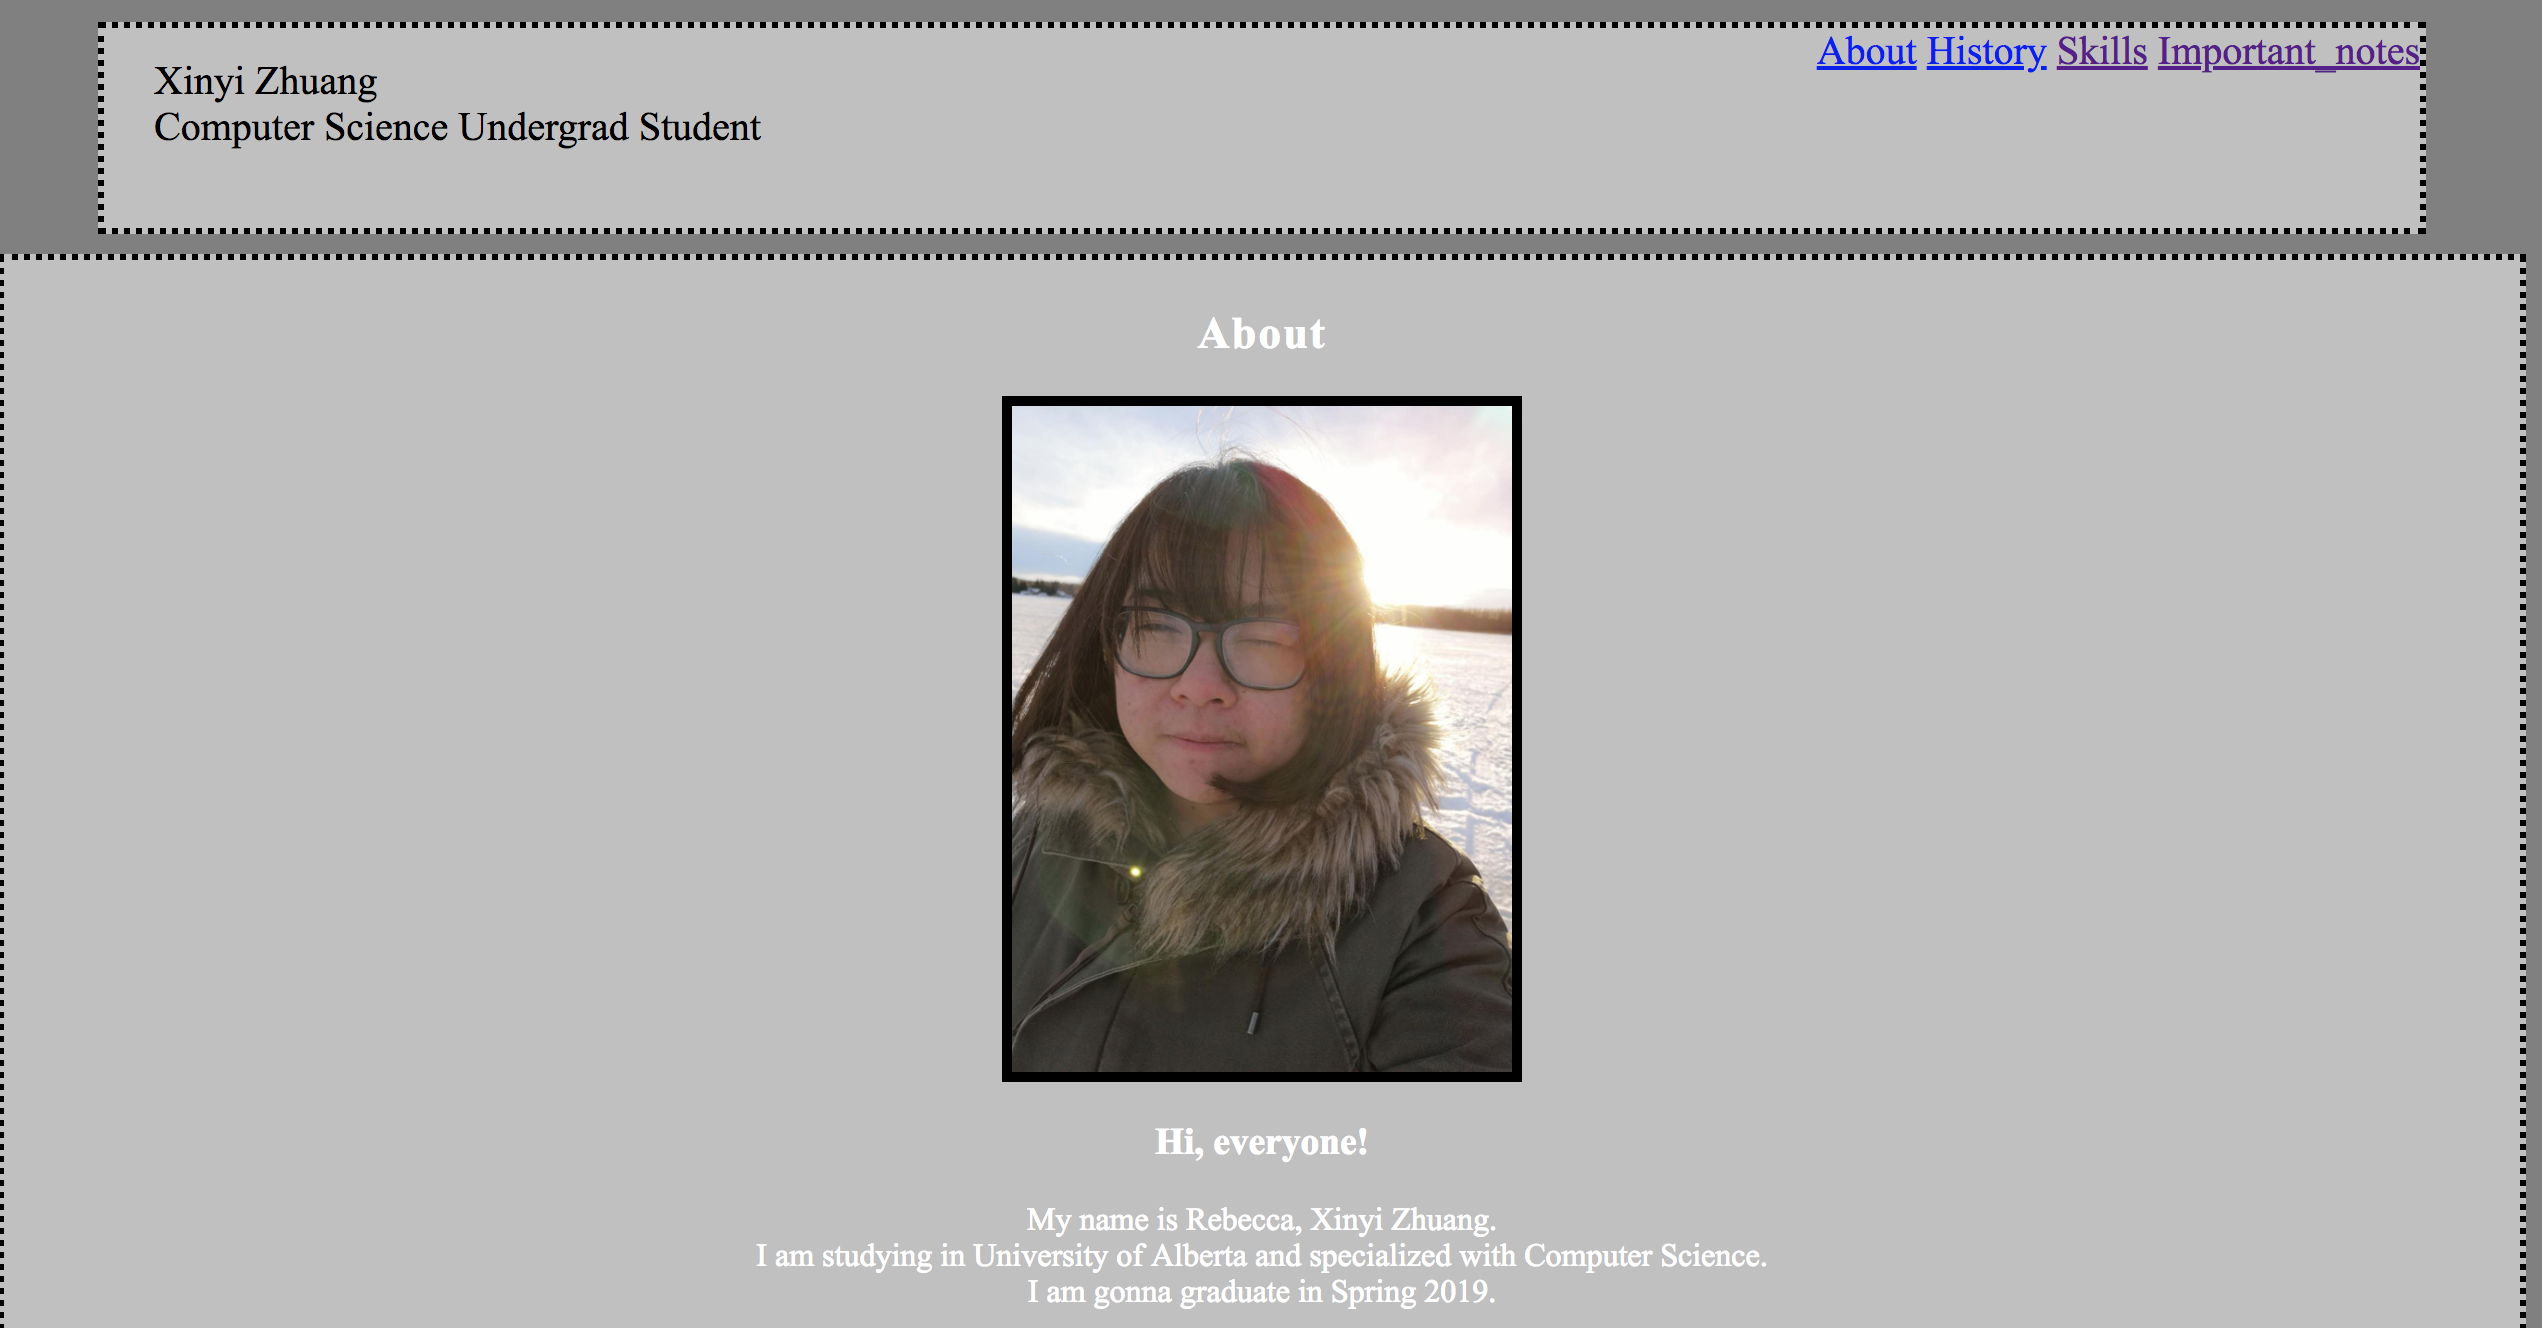 About History Skills Important_notes
Xinyi Zhuang
Computer Science Undergrad Student
About
Hi, everyone!
My name is Rebecca, Xinyi Zhuang.
I am studying in University of Alberta and specialized with Computer Science.
I am gonna graduate in Spring 2019.